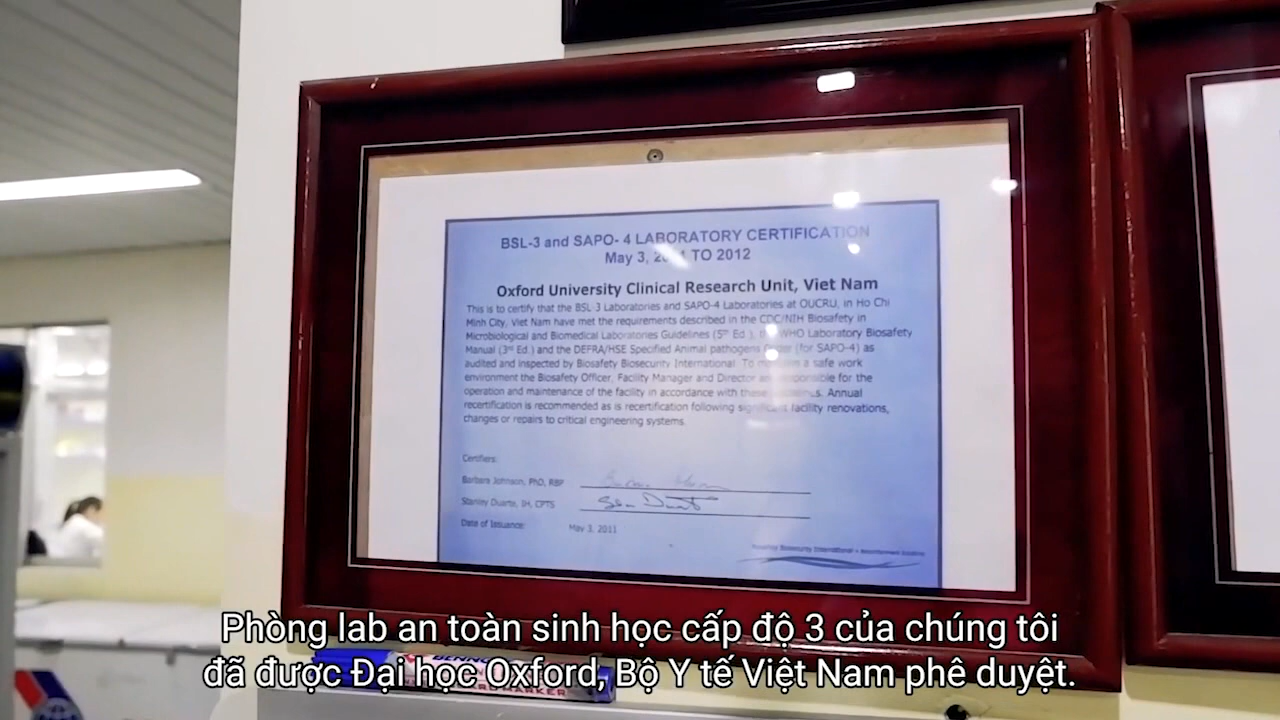 BSL-3 and SAPO- 4 LABORATORY CERTIFICATION
May 3, TO 2012
Oxford University Clinical Research Unit, Viet Nam
This is to certify that the BSL-3 Laboratories and SAPO-4 Laboratories at OUCRU, in Ho Chi
Minh City, Viet Nam have met the requirements described in the CDC/NIH Biosafety in
Microbiological and Biomedical Laboratories Guidelines (5th Ed.), the WHO Laboratory Biosafety
Manual (3rd Ed.) and the DEFRA/HSE Specified Animal pathogens Order (for SAPO-4) as
audited and inspected by Biosafety Biosecurity International. To a safe work
environment the Biosafety Officer, Facility Manager and Director are responsible for the
operation and maintenance of the facility in accordance with these Annual
recertification is recommended as is recertification following significant facility renovations,
changes or repairs to critical engineering systems.
Certifiers:
Barbara Johnson, PhD, RBP
Stanley Duarte, IH, CPTS
Date of Issuance: May 3, 2011
Biosafety Biosecurity International
Phòng lab an toàn sinh học cấp độ 3 của chúng tôi
đã được Đại học Oxford, Bộ Y tế Việt Nam phê duyệt.
MARKER